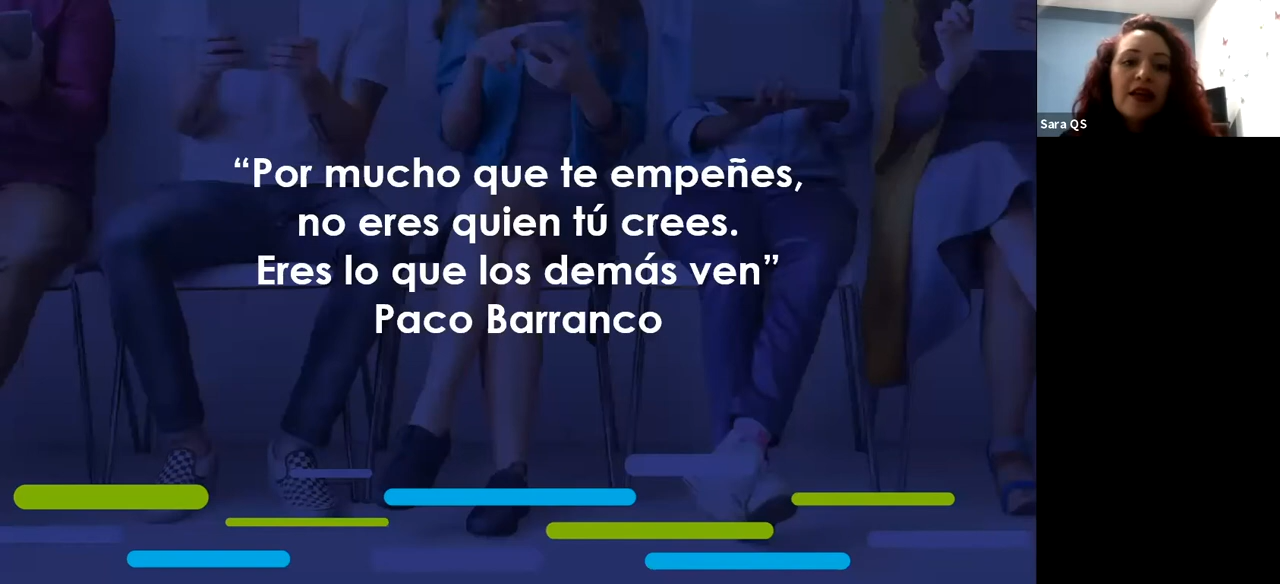 “Por mucho que te empeñes,
no eres quien tú crees.
Eres lo que los demás ven”
Paco Barranco
Sara QS